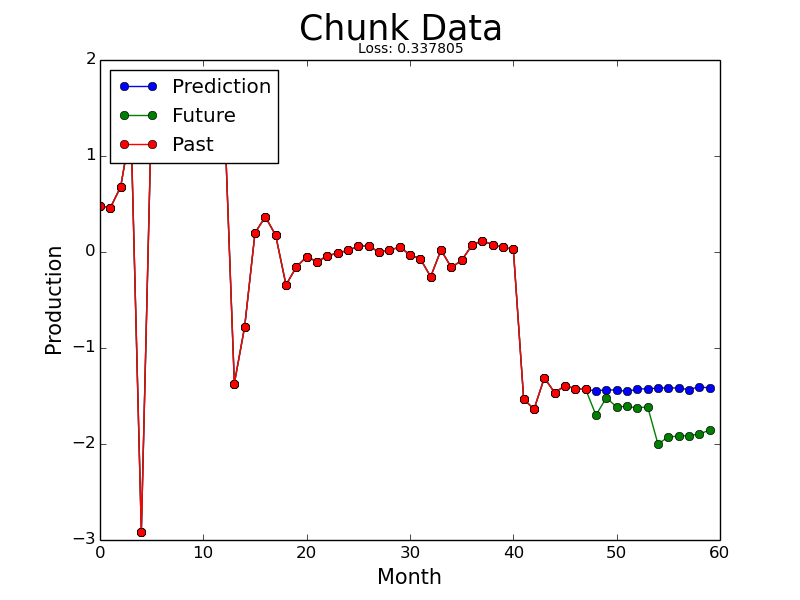 Chunk Data
Loss: 0.337805
Prediction
Future
Past
2
1
0
−1
−2
−3
Production
0 10 20 30 40 50 60
Month